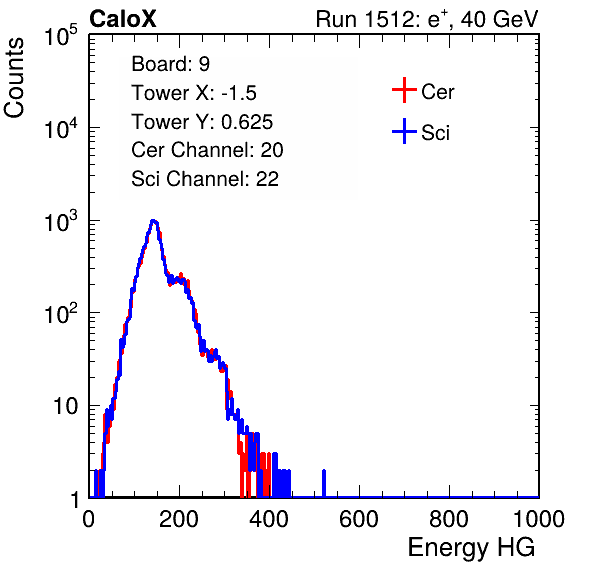 CaloX Run 1512: e⁺, 40 GeV
Counts
10⁵
10⁴
10³
10²
10
1
Board: 9
Tower X: -1.5
Tower Y: 0.625
Cer Channel: 20
Sci Channel: 22
Cer
Sci
0 200 400 600 800 1000
Energy HG